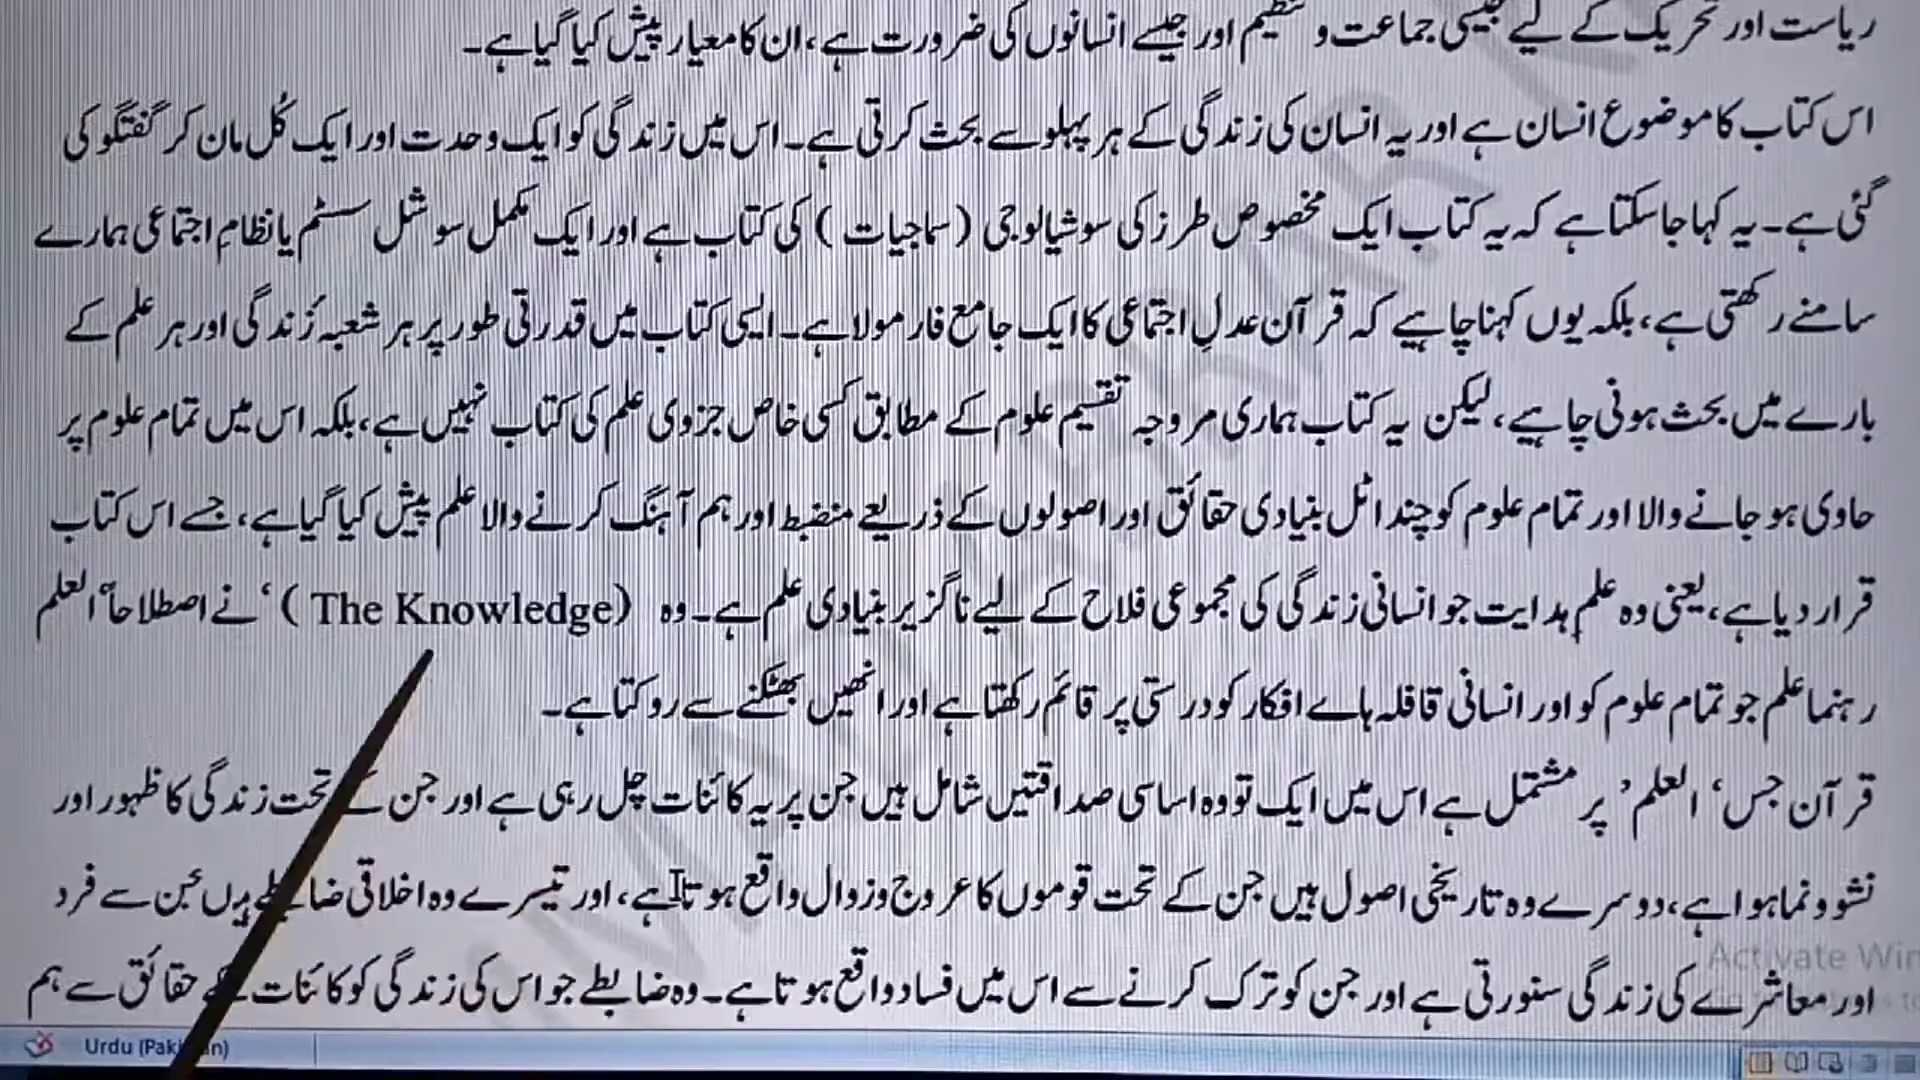 ریاست اور تحریک کے لیے جیسی جماعت و تنظیم اور جیسے انسانوں کی ضرورت ہے، ان کا معیار پیش کیا گیا ہے۔
اس کتاب کا موضوع انسان ہے اور یہ انسان کی زندگی کے ہر پہلو سے بحث کرتی ہے۔ اس میں زندگی کو ایک وحدت اور ایک کُل مان کر گفتگو کی
گئی ہے۔ یہ کہا جا سکتا ہے کہ یہ کتاب ایک مخصوص طرز کی سوشیالوجی (سماجیات) کی کتاب ہے اور ایک مکمل سوشل سسٹم یا نظامِ اجتماعی ہمارے
سامنے رکھتی ہے، بلکہ یوں کہنا چاہیے کہ قرآن عدلِ اجتماعی کا ایک جامع فارمولا ہے۔ ایسی کتاب میں قدرتی طور پر ہر شعبہ زندگی اور ہر علم کے
بارے میں بحث ہونی چاہیے، لیکن یہ کتاب ہماری مروجہ تقسیم علوم کے مطابق کسی خاص جزوی علم کی کتاب نہیں ہے، بلکہ اس میں تمام علوم پر
حاوی ہو جانے والا اور تمام علوم کو چند اٹل بنیادی حقائق اور اصولوں کے ذریعے منضبط اور ہم آہنگ کرنے والا علم پیش کیا گیا ہے، جسے اس کتاب
قرار دیا ہے، یعنی وہ علمِ ہدایت جو انسانی زندگی کی مجموعی فلاح کے لیے ناگزیر بنیادی علم ہے۔ وہ (The Knowledge) ‘نے اصطلاحاً العلم
رہنما علم جو تمام علوم کو اور انسانی قافلہ ہاے افکار کو درستی پر قائم رکھتا ہے اور انھیں بھٹکنے سے روکتا ہے۔
قرآن جس ‘العلم’ پر مشتمل ہے اس میں ایک تو وہ اساسی صداقتیں شامل ہیں جن پر یہ کائنات چل رہی ہے اور جن کے تحت زندگی کا ظہور اور
نشوونما ہوا ہے، دوسرے وہ تاریخی اصول ہیں جن کے تحت قوموں کا عروج و زوال واقع ہوتا ہے، اور تیسرے وہ اخلاقی ضابطے ہیں جن سے فرد
اور معاشرے کی زندگی سنورتی ہے اور جن کو ترک کرنے سے اس میں فساد واقع ہوتا ہے۔ وہ ضابطے جو اس کی زندگی کو کائنات کے حقائق سے ہم
Activate Win
Urdu (Pakistan)